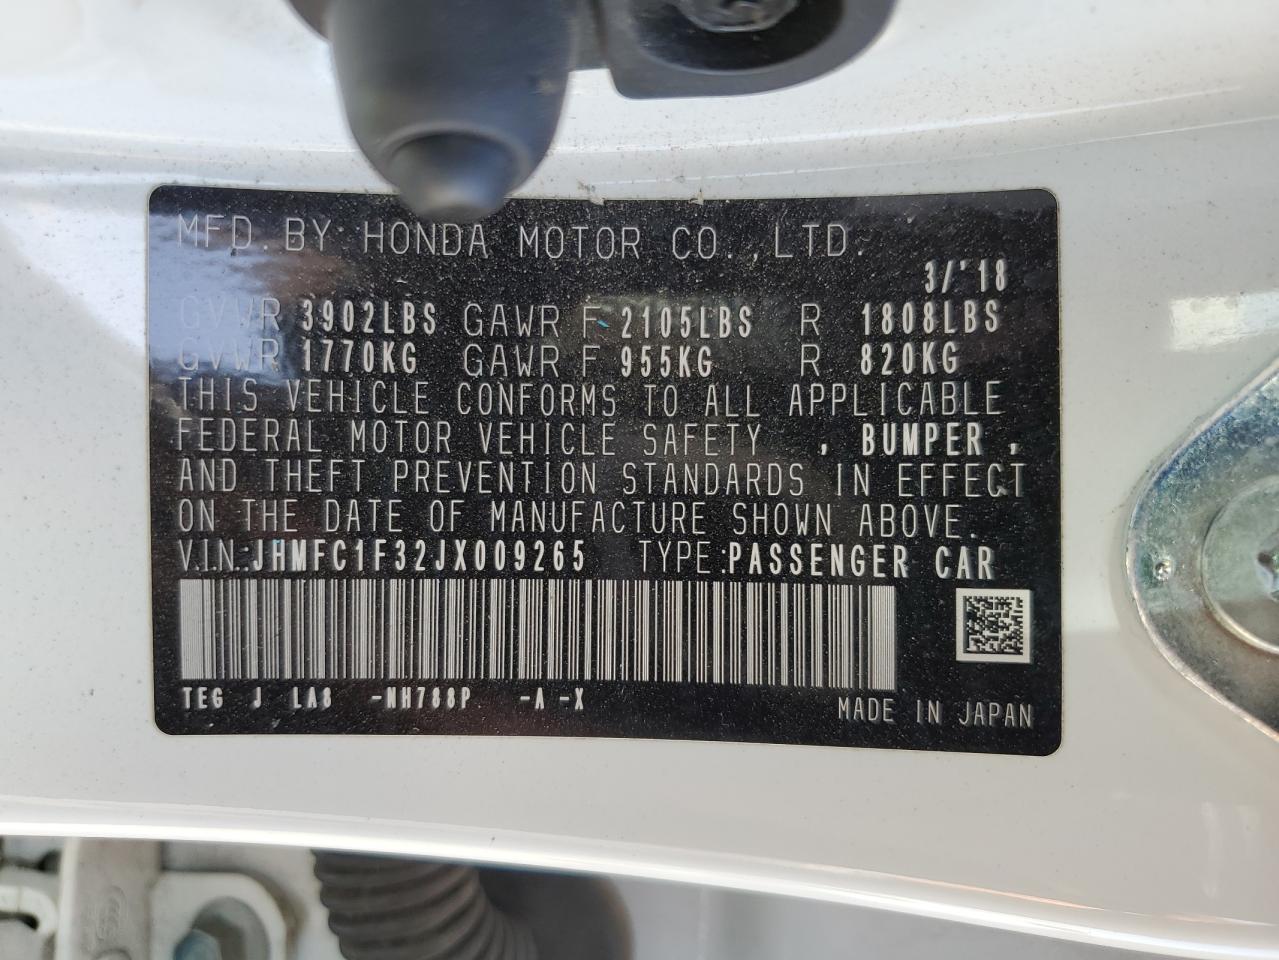 MFD. BY HONDA MOTOR CO.,LTD.
3/'18
GVWR 3902LBS GAWR F 2105LBS R 1808LBS
GVWR 1770KG GAWR F 955KG R 820KG
THIS VEHICLE CONFORMS TO ALL APPLICABLE
FEDERAL MOTOR VEHICLE SAFETY , BUMPER ,
AND THEFT PREVENTION STANDARDS IN EFFECT
ON THE DATE OF MANUFACTURE SHOWN ABOVE.
V.I.N.:JHMFC1F32JX009265 TYPE:PASSENGER CAR
TEG J LA8 -NH788P -A -X
MADE IN JAPAN